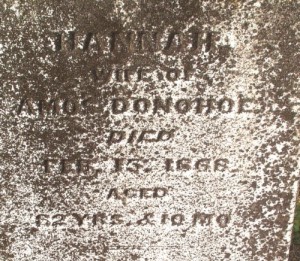 HANNAH.
WIFE OF
AMOS DONOHOE
DIED
FEB. 15, 1868
AGED
62 YRS. & 10 MO.